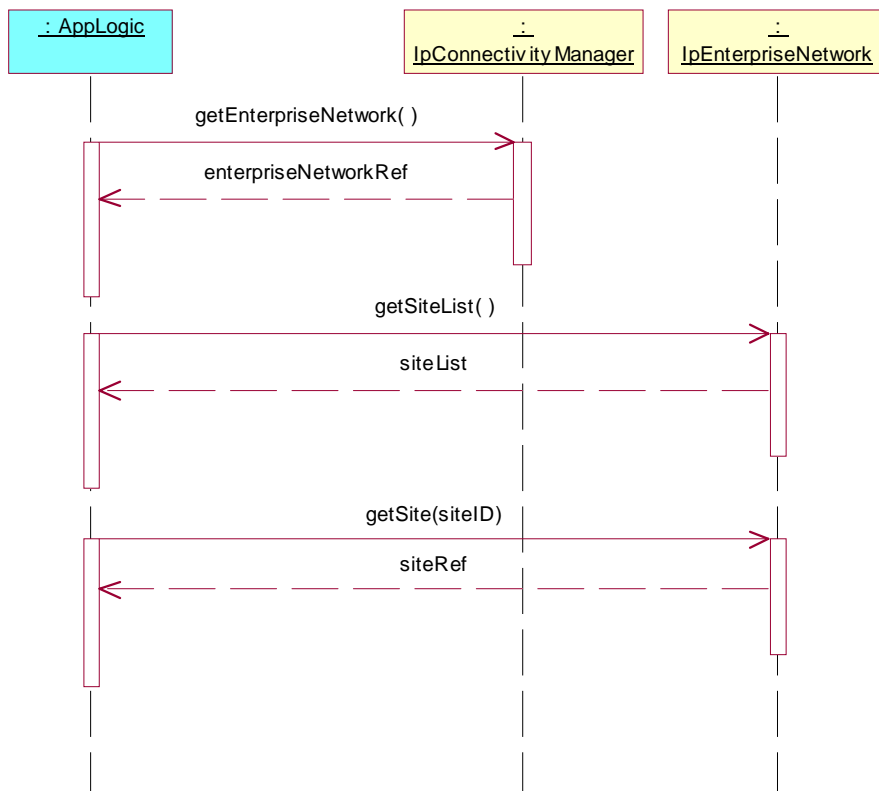 : AppLogic
:
IpConnectivityManager
:
IpEnterpriseNetwork
getEnterpriseNetwork( )
enterpriseNetworkRef
getSiteList( )
siteList
getSite(siteID)
siteRef